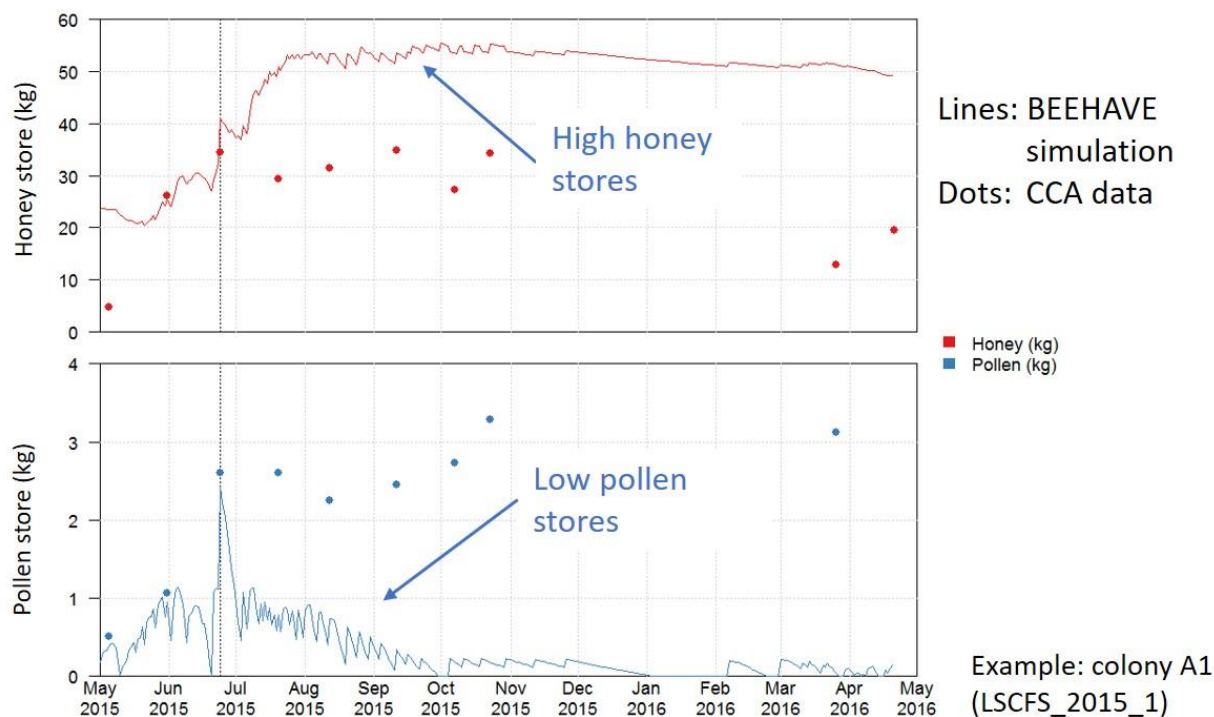 60
50
40
30
20
10
0
Honey store (kg)
High honey
stores
Lines: BEEHAVE
simulation
Dots: CCA data
Honey (kg)
Pollen (kg)
4
3
2
1
0
Pollen store (kg)
Low pollen
stores
May Jun Jul Aug Sep Oct Nov Dec Jan Feb Mar Apr May
2015 2015 2015 2015 2015 2015 2015 2015 2016 2016 2016 2016 2016
Example: colony A1
(LSCFS_2015_1)